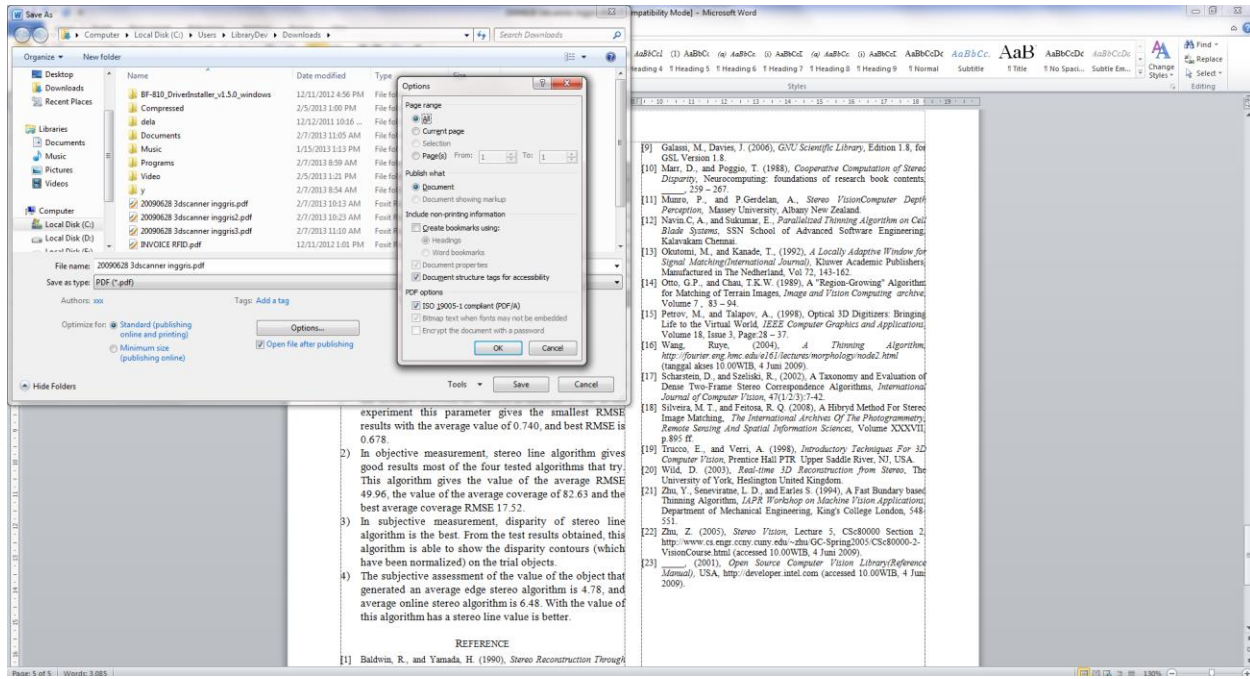 Save As
[Compatibility Mode] - Microsoft Word
Computer Local Disk (C:) Users LibraryDev Downloads
Search Downloads
Organize New folder
Desktop
Downloads
Recent Places
Libraries
Documents
Music
Pictures
Videos
Computer
Local Disk (C:)
Local Disk (D:)
Name Date modified Type Size
BF-810_DriverInstaller_v1.5.0_windows 12/11/2012 4:56 PM File fo
Compressed 2/5/2013 1:00 PM File fo
dela 12/12/2011 10:16 ... File fo
Documents 2/7/2013 11:05 AM File fo
Music 1/15/2013 1:13 PM File fo
Programs 2/7/2013 8:59 AM File fo
Video 2/5/2013 1:21 PM File fo
y 2/7/2013 8:54 AM File fo
20090628 3dscanner inggris.pdf 2/7/2013 10:13 AM Foxit R
20090628 3dscanner inggris2.pdf 2/7/2013 10:23 AM Foxit R
20090628 3dscanner inggris3.pdf 2/7/2013 11:10 AM Foxit R
INVOICE RFID.pdf 12/11/2012 1:01 PM Foxit R
File name: 20090628 3dscanner inggris.pdf
Save as type: PDF (*.pdf)
Authors: xxx Tags: Add a tag
Optimize for: Standard (publishing
online and printing)
Minimum size
(publishing online)
Options...
Open file after publishing
Hide Folders
Tools Save Cancel
Options
Page range
All
Current page
Selection
Page(s) From: 1 To: 1
Publish what
Document
Document showing markup
Include non-printing information
Create bookmarks using:
Headings
Word bookmarks
Document properties
Document structure tags for accessibility
PDF options
ISO 19005-1 compliant (PDF/A)
Bitmap text when fonts may not be embedded
Encrypt the document with a password
OK Cancel
Heading 5 Heading 6 Heading 7 Heading 8 Heading 9 Normal Subtitle Title No Spaci... Subtle Em...
Change
Styles
Styles
Find
Replace
Select
Editing
experiment this parameter gives the smallest RMSE
results with the average value of 0.740, and best RMSE is
0.678.
2) In objective measurement, stereo line algorithm gives
good results most of the four tested algorithms that try.
This algorithm gives the value of the average RMSE
49.96, the value of the average coverage of 82.63 and the
best average coverage RMSE 17.52.
3) In subjective measurement, disparity of stereo line
algorithm is the best. From the test results obtained, this
algorithm is able to show the disparity contours (which
have been normalized) on the trial objects.
4) The subjective assessment of the value of the object that
generated an average edge stereo algorithm is 4.78, and
average online stereo algorithm is 6.48. With the value of
this algorithm has a stereo line value is better.
REFERENCE
[1] Baldwin, R., and Yamada, H. (1990), Stereo Reconstruction Through
[9] Galassi, M., Davies, J. (2006), GNU Scientific Library, Edition 1.8, for
GSL Version 1.8.
[10] Marr, D., and Poggio, T. (1988), Cooperative Computation of Stereo
Disparity, Neurocomputing: foundations of research book contents,
_____, 259 – 267.
[11] Munro, P., and P.Gerdelan, A., Stereo VisionComputer Depth
Perception, Massey University, Albany New Zealand.
[12] Navin.C, A., and Sukumar, E., Parallelized Thinning Algorithm on Cell
Blade Systems, SSN School of Advanced Software Engineering,
Kalavakam Chennai.
[13] Okutomi, M., and Kanade, T., (1992), A Locally Adaptive Window for
Signal Matching(International Journal), Kluwer Academic Publishers,
Manufactured in The Nedherland, Vol 72, 143-162.
[14] Otto, G.P., and Chau, T.K.W. (1989), A "Region-Growing" Algorithm
for Matching of Terrain Images, Image and Vision Computing archive,
Volume 7 , 83 – 94.
[15] Petrov, M., and Talapov, A., (1998), Optical 3D Digitizers: Bringing
Life to the Virtual World, IEEE Computer Graphics and Applications,
Volume 18, Issue 3, Page:28 – 37.
[16] Wang, Ruye, (2004), A Thinning Algorithm,
http://fourier.eng.hmc.edu/e161/lectures/morphology/node2.html
(tanggal akses 10.00WIB, 4 Juni 2009).
[17] Scharstein, D., and Szeliski, R., (2002), A Taxonomy and Evaluation of
Dense Two-Frame Stereo Correspondence Algorithms, International
Journal of Computer Vision, 47(1/2/3):7-42.
[18] Silveira, M. T., and Feitosa, R. Q. (2008), A Hibryd Method For Stereo
Image Matching, The International Archives Of The Photogrammetry,
Remote Sensing And Spatial Information Sciences, Volume XXXVII,
p.895 ff.
[19] Trucco, E., and Verri, A. (1998), Introductory Techniques For 3D
Computer Vision, Prentice Hall PTR Upper Saddle River, NJ, USA.
[20] Wild, D. (2003), Real-time 3D Reconstruction from Stereo, The
University of York, Heslington United Kingdom.
[21] Zhu, Y., Seneviratne, L. D., and Earles S. (1994), A Fast Bundary based
Thinning Algorithm, IAPR Workshop on Machine Vision Applications,
Department of Mechanical Engineering, King's College London, 548-
551.
[22] Zhu, Z. (2005), Stereo Vision, Lecture 5, CSc80000 Section 2,
http://www.cs.engr.ccny.cuny.edu/~zhu/GC-Spring2005/CSc80000-2-
VisionCourse.html (accessed 10.00WIB, 4 Juni 2009).
[23] _____, (2001), Open Source Computer Vision Library(Reference
Manual), USA, http://developer.intel.com (accessed 10.00WIB, 4 Juni
2009).
Page: 5 of 5 Words: 3,085
130%